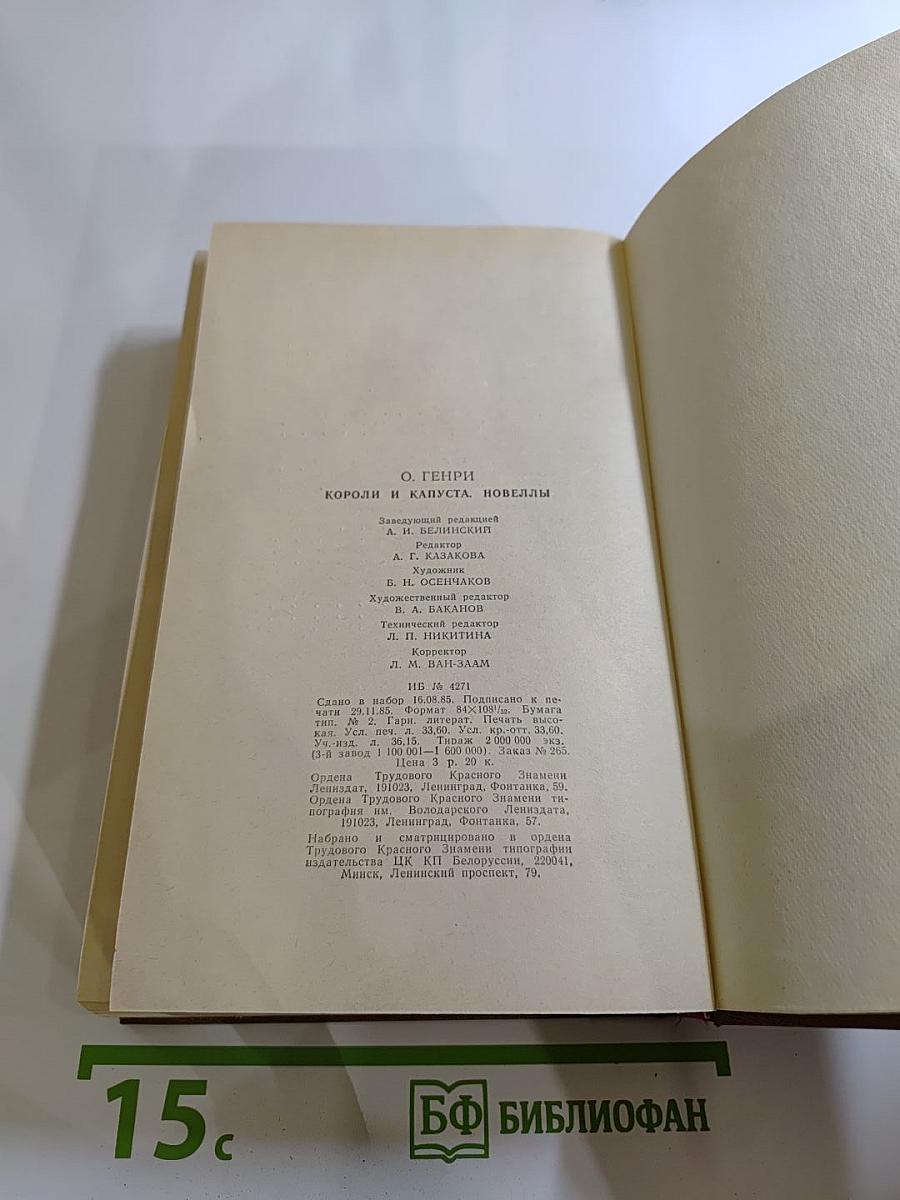 О. ГЕНРИ
КОРОЛИ И КАПУСТА. НОВЕЛЛЫ
Заведующий редакцией
А. И. БЕЛИНСКИЙ
Редактор
А. Г. КАЗАКОВА
Художник
Б. Н. ОСЕНЧАКОВ
Художественный редактор
В. А. БАКАНОВ
Технический редактор
Л. П. НИКИТИНА
Корректор
Л. М. ВАН-ЗААМ
ИБ № 4271
Сдано в набор 16.08.85. Подписано к пе-
чати 29.11.85. Формат 84×108¹/₃₂. Бумага
тип. № 2. Гарн. литерат. Печать высо-
кая. Усл. печ. л. 33,60. Усл. кр.-отт. 33,60.
Уч.-изд. л. 36,15. Тираж 2 000 000 экз.
(3-й завод 1 100 001—1 600 000). Заказ № 265.
Цена 3 р. 20 к.
Ордена Трудового Красного Знамени
Лениздат, 191023, Ленинград, Фонтанка, 59.
Ордена Трудового Красного Знамени ти-
пография им. Володарского Лениздата,
191023, Ленинград, Фонтанка, 57.
Набрано и сматрицировано в ордена
Трудового Красного Знамени типографии
издательства ЦК КП Белоруссии, 220041,
Минск, Ленинский проспект, 79.
15 с
БФ БИБЛИОФАН